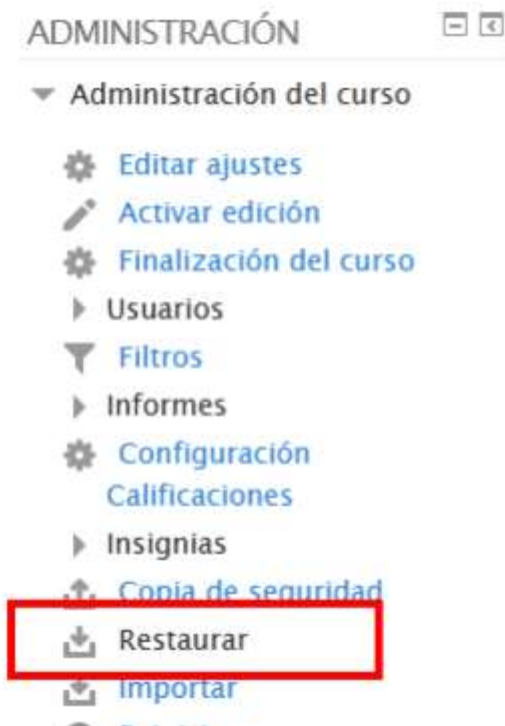 ADMINISTRACIÓN
Administración del curso
Editar ajustes
Activar edición
Finalización del curso
Usuarios
Filtros
Informes
Configuración
Calificaciones
Insignias
Copia de seguridad
Restaurar
Importar